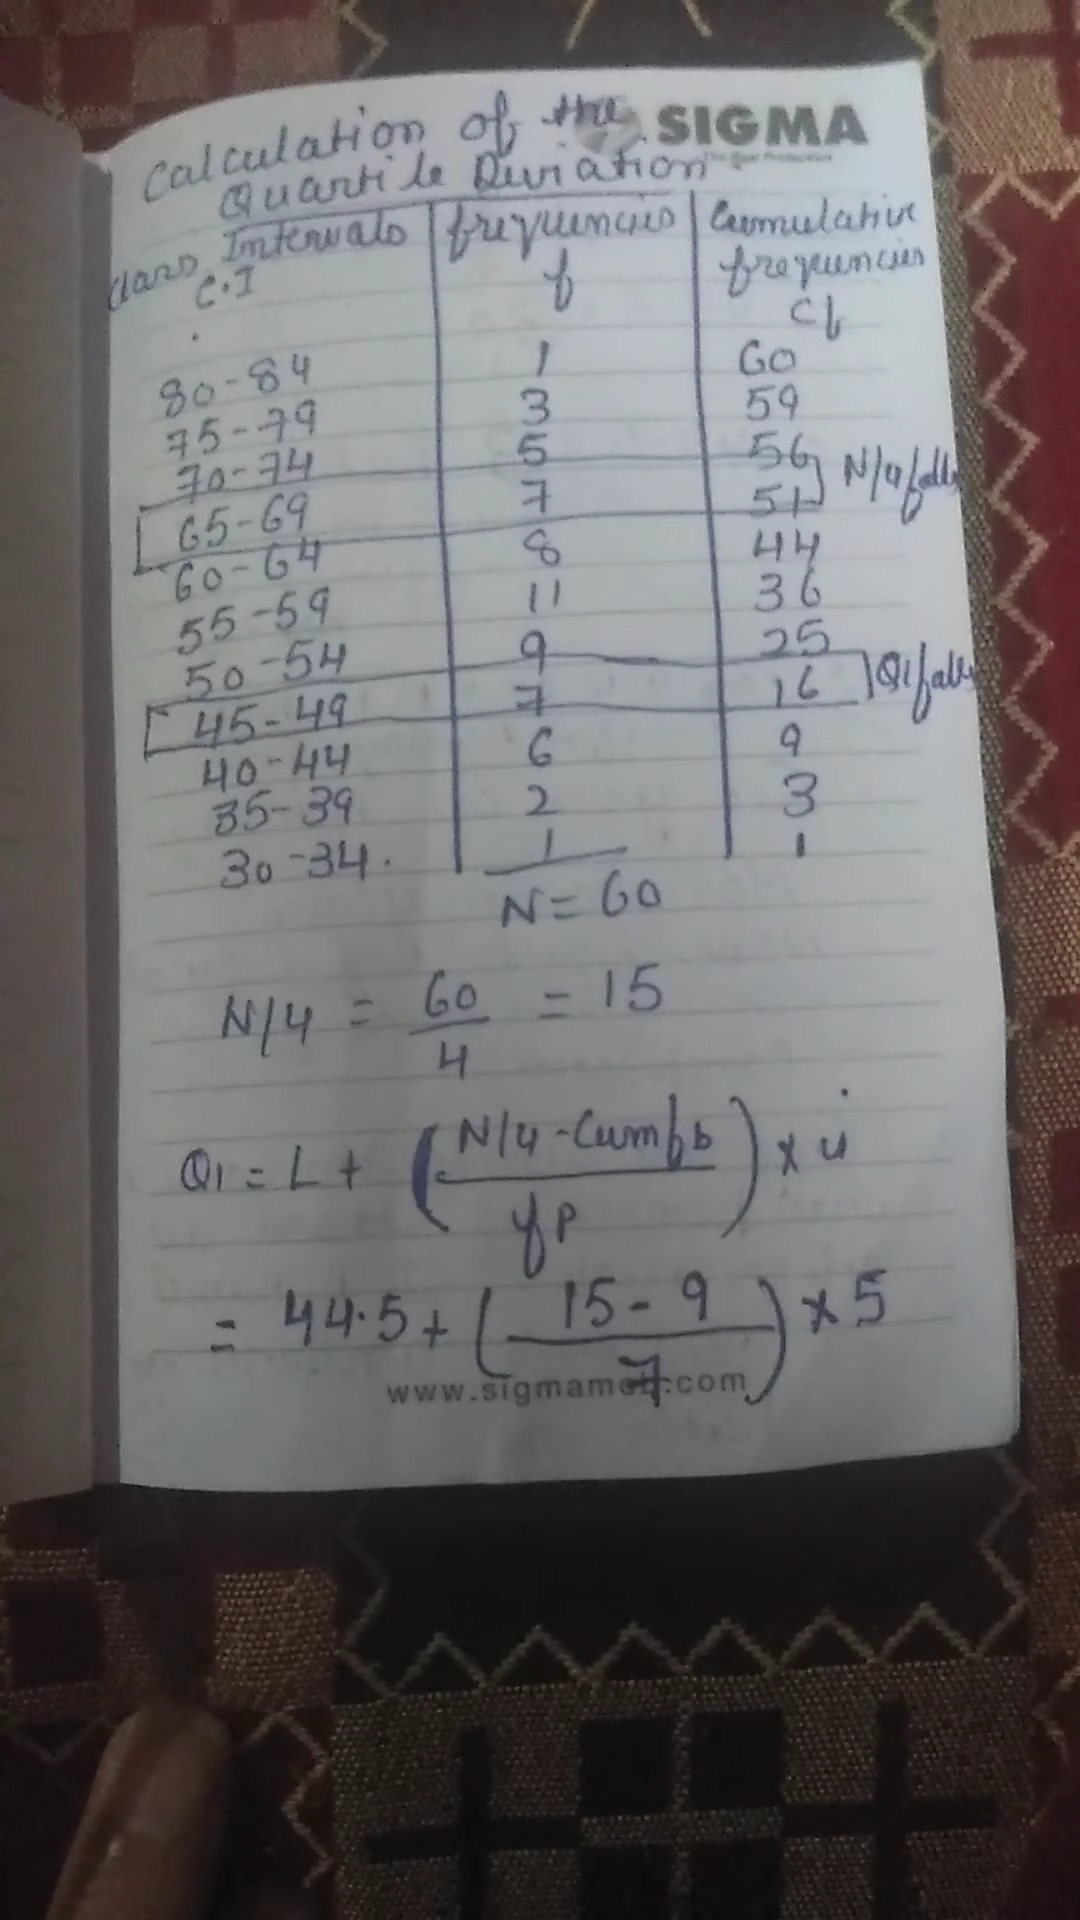 SIGMA
Calculation of the
Quartile Deviation
Class Intervals C.I | frequencies f | Cumulative frequencies Cf
80-84 1 60
75-79 3 59
70-74 5 56
65-69 7 51 N/4 falls
60-64 8 44
55-59 11 36
50-54 9 25
45-49 7 16 Q1 falls
40-44 6 9
35-39 2 3
30-34. 1 1
N = 60
N/4 = 60/4 = 15
Q1 = L + (N/4 - Cumfb / fp) × i
= 44.5 + (15 - 9 / 7) × 5